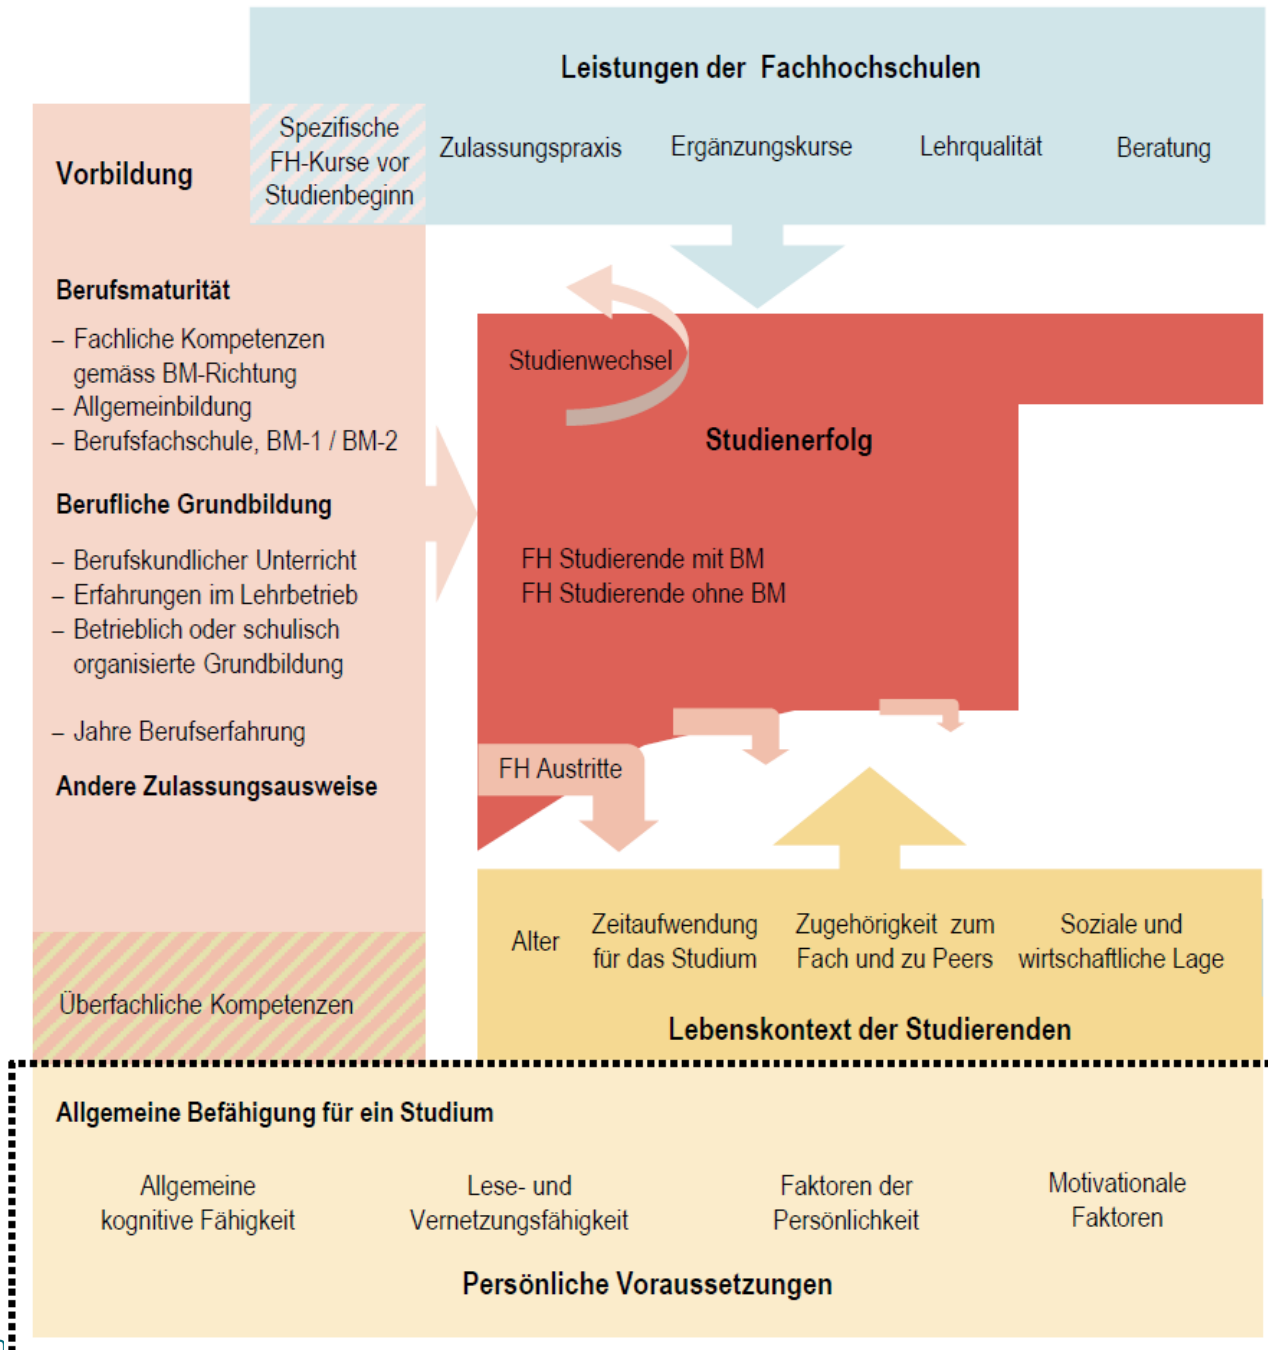 Leistungen der Fachhochschulen
Spezifische
FH-Kurse vor
Studienbeginn
Zulassungspraxis
Ergänzungskurse
Lehrqualität
Beratung
Vorbildung
Berufsmaturität
– Fachliche Kompetenzen
gemäss BM-Richtung
– Allgemeinbildung
– Berufsfachschule, BM-1 / BM-2
Berufliche Grundbildung
– Berufskundlicher Unterricht
– Erfahrungen im Lehrbetrieb
– Betrieblich oder schulisch
organisierte Grundbildung
– Jahre Berufserfahrung
Andere Zulassungsausweise
Überfachliche Kompetenzen
Studienwechsel
Studienerfolg
FH Studierende mit BM
FH Studierende ohne BM
FH Austritte
Alter
Zeitaufwendung
für das Studium
Zugehörigkeit zum
Fach und zu Peers
Soziale und
wirtschaftliche Lage
Lebenskontext der Studierenden
Allgemeine Befähigung für ein Studium
Allgemeine
kognitive Fähigkeit
Lese- und
Vernetzungsfähigkeit
Faktoren der
Persönlichkeit
Motivationale
Faktoren
Persönliche Voraussetzungen